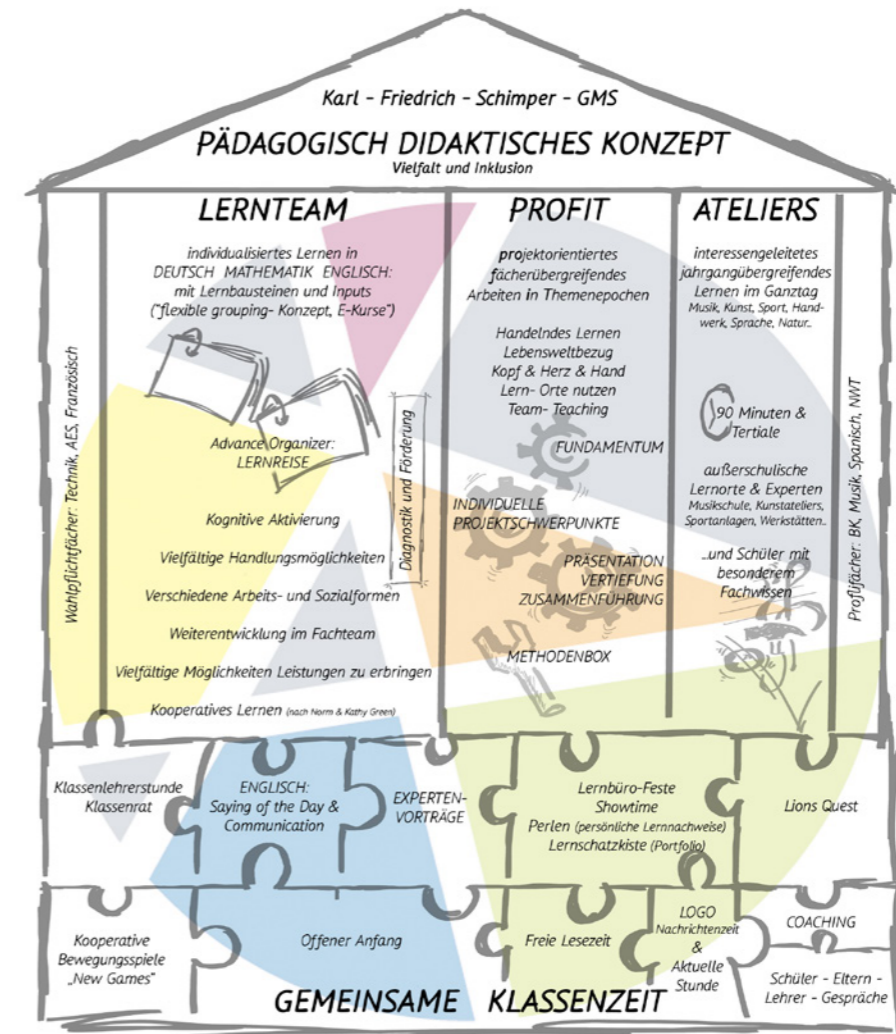 Karl - Friedrich - Schimper - GMS
PÄDAGOGISCH DIDAKTISCHES KONZEPT
Vielfalt und Inklusion
Wahlpflichtfächer: Technik, AES, Französisch
LERNTEAM
individualisiertes Lernen in
DEUTSCH MATHEMATIK ENGLISCH:
mit Lernbausteinen und Inputs
("flexible grouping- Konzept, E-Kurse")
Advance Organizer:
LERNREISE
Diagnostik und Förderung
Kognitive Aktivierung
Vielfältige Handlungsmöglichkeiten
Verschiedene Arbeits- und Sozialformen
Weiterentwicklung im Fachteam
Vielfältige Möglichkeiten Leistungen zu erbringen
Kooperatives Lernen (nach Norm & Kathy Green)
PROFIT
projektorientiertes
fächerübergreifendes
Arbeiten in Themenepochen
Handelndes Lernen
Lebensweltbezug
Kopf & Herz & Hand
Lern- Orte nutzen
Team- Teaching
FUNDAMENTUM
INDIVIDUELLE
PROJEKTSCHWERPUNKTE
PRÄSENTATION
VERTIEFUNG
ZUSAMMENFÜHRUNG
METHODENBOX
ATELIERS
interessengeleitetes
jahrgangübergreifendes
Lernen im Ganztag
Musik, Kunst, Sport, Hand-
werk, Sprache, Natur...
90 Minuten &
Tertiale
außerschulische
Lernorte & Experten
Musikschule, Kunstateliers,
Sportanlagen, Werkstätten...
...und Schüler mit
besonderem
Fachwissen
Profilfächer: BK, Musik, Spanisch, NWT
Klassenlehrerstunde
Klassenrat
ENGLISCH:
Saying of the Day &
Communication
EXPERTEN-
VORTRÄGE
Lernbüro-Feste
Showtime
Perlen (persönliche Lernnachweise)
Lernschatzkiste (Portfolio)
Lions Quest
Kooperative
Bewegungsspiele
„New Games"
Offener Anfang
Freie Lesezeit
LOGO
Nachrichtenzeit
&
Aktuelle
Stunde
COACHING
Schüler - Eltern -
Lehrer - Gespräche
GEMEINSAME KLASSENZEIT